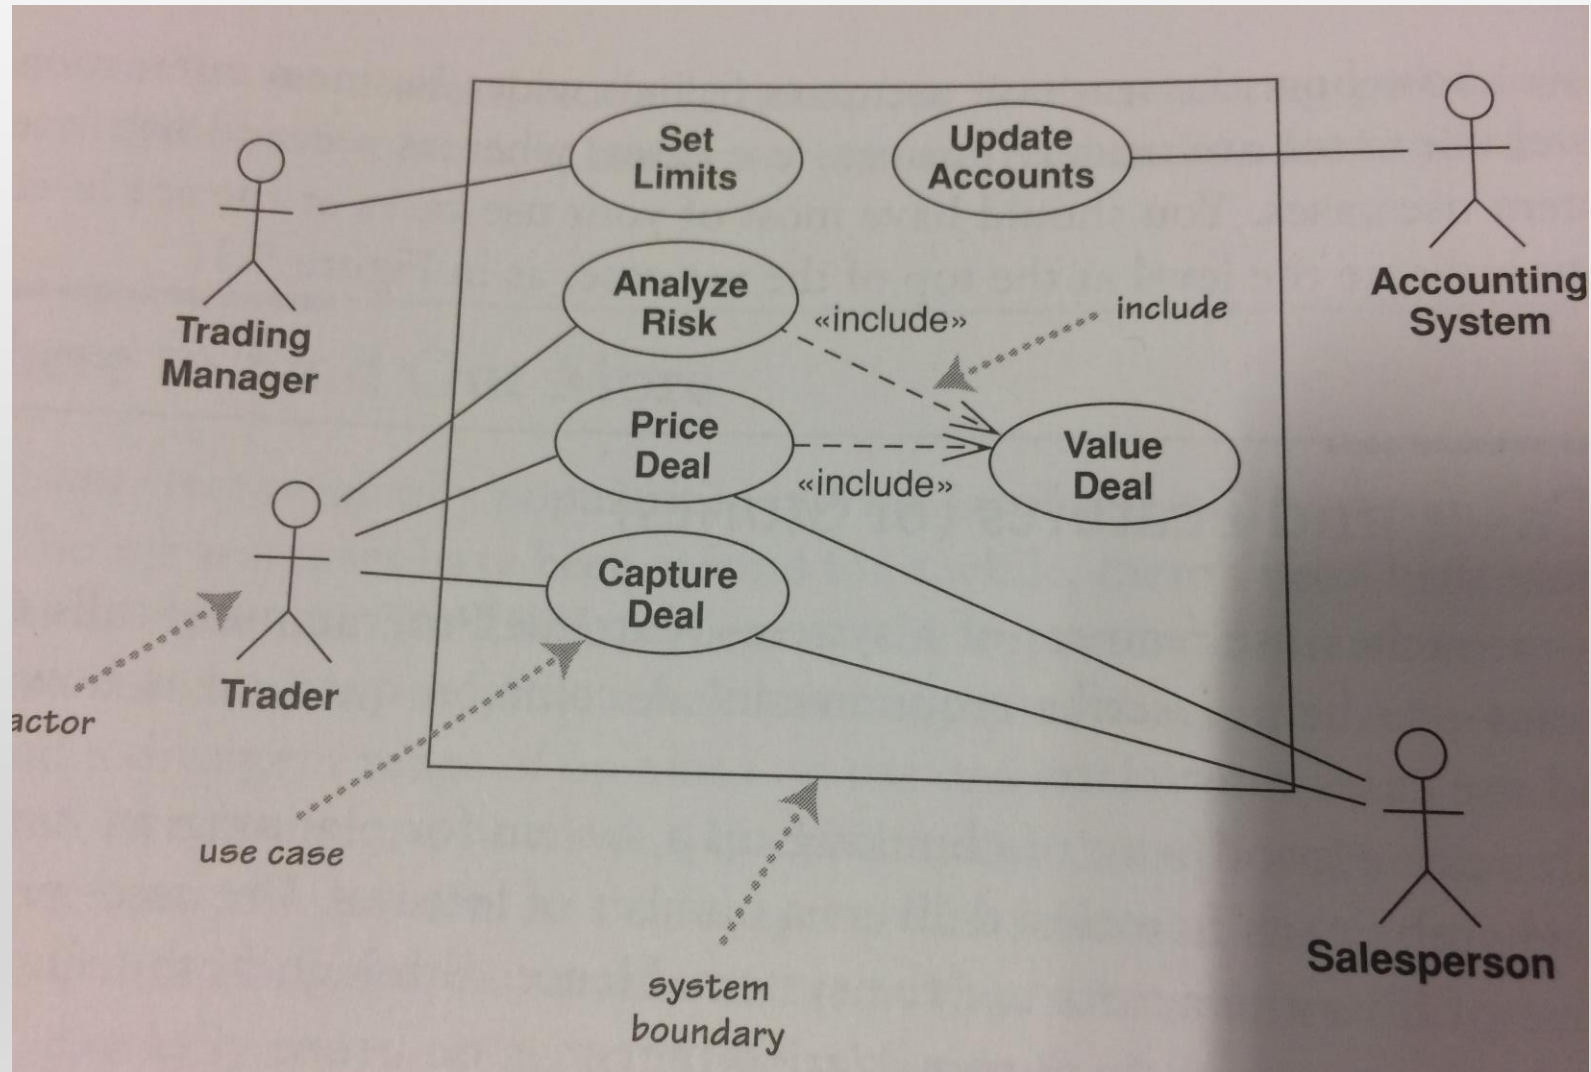 Set
Limits
Update
Accounts
Trading
Manager
Analyze
Risk
«include»
include
Accounting
System
Price
Deal
«include»
Value
Deal
Capture
Deal
Trader
actor
use case
system
boundary
Salesperson